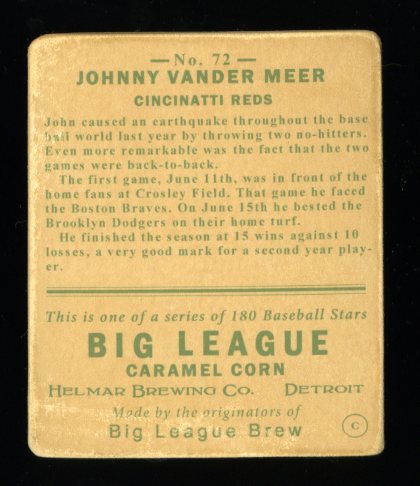 — No. 72 —
JOHNNY VANDER MEER
CINCINATTI REDS
John caused an earthquake throughout the base
ball world last year by throwing two no-hitters.
Even more remarkable was the fact that the two
games were back-to-back.
The first game, June 11th, was in front of the
home fans at Crosley Field. That game he faced
the Boston Braves. On June 15th he bested the
Brooklyn Dodgers on their home turf.
He finished the season at 15 wins against 10
losses, a very good mark for a second year play-
er.
This is one of a series of 180 Baseball Stars
BIG LEAGUE
CARAMEL CORN
HELMAR BREWING CO. DETROIT
Made by the originators of
Big League Brew
C